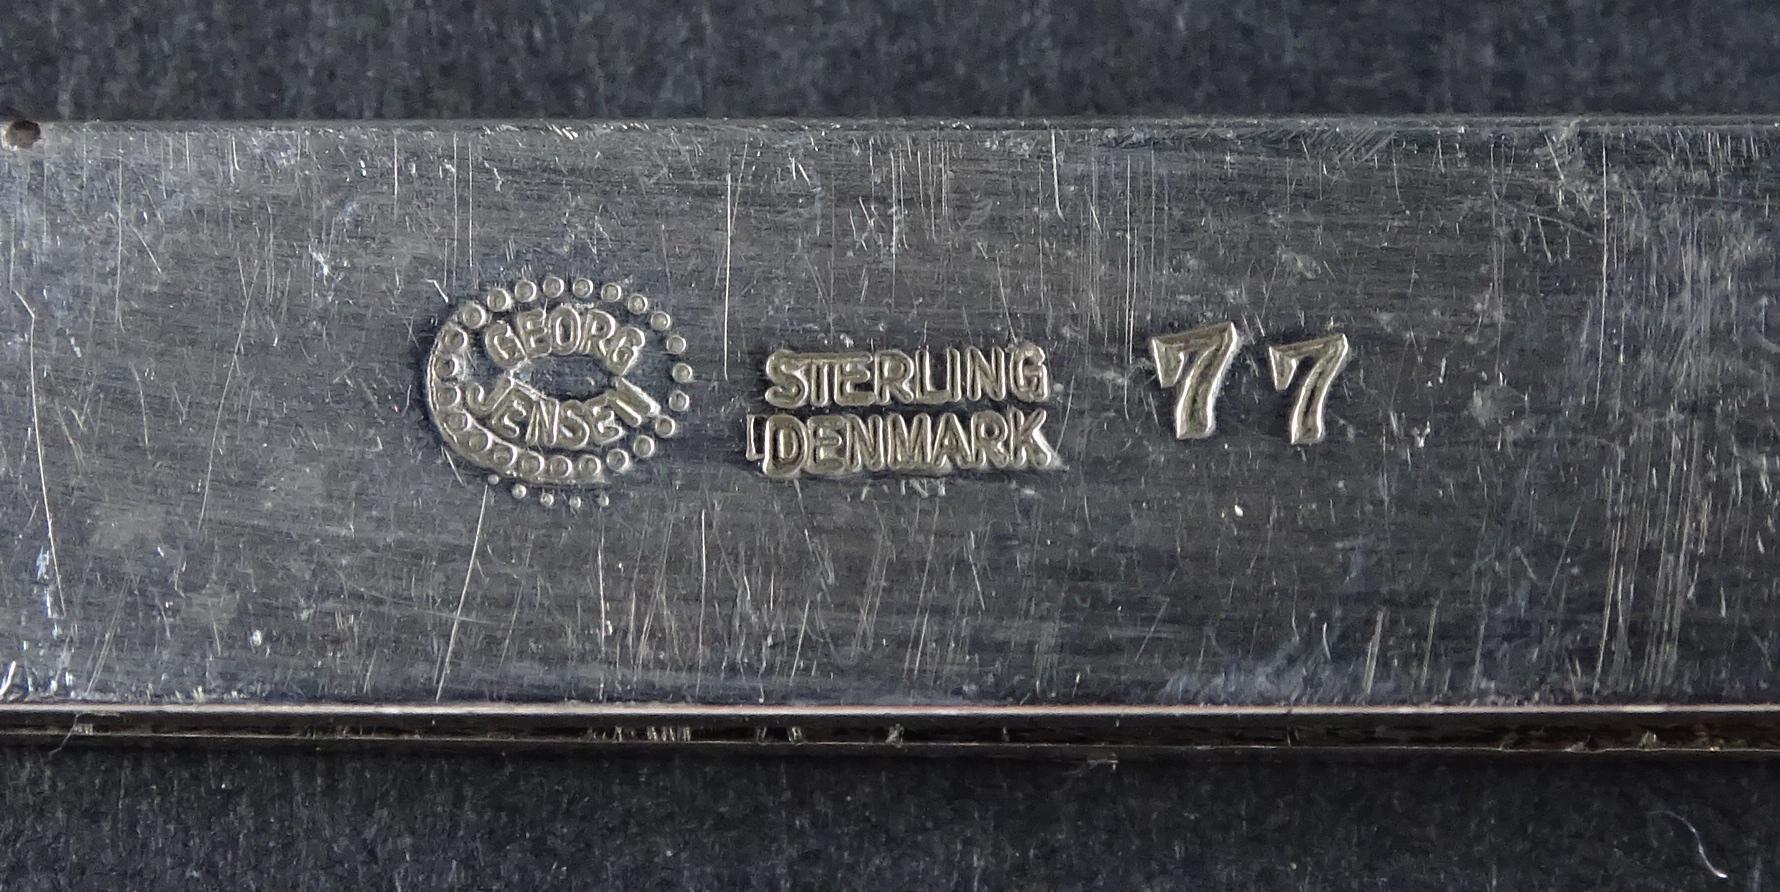 GEORG
JENSEN
STERLING
DENMARK
77